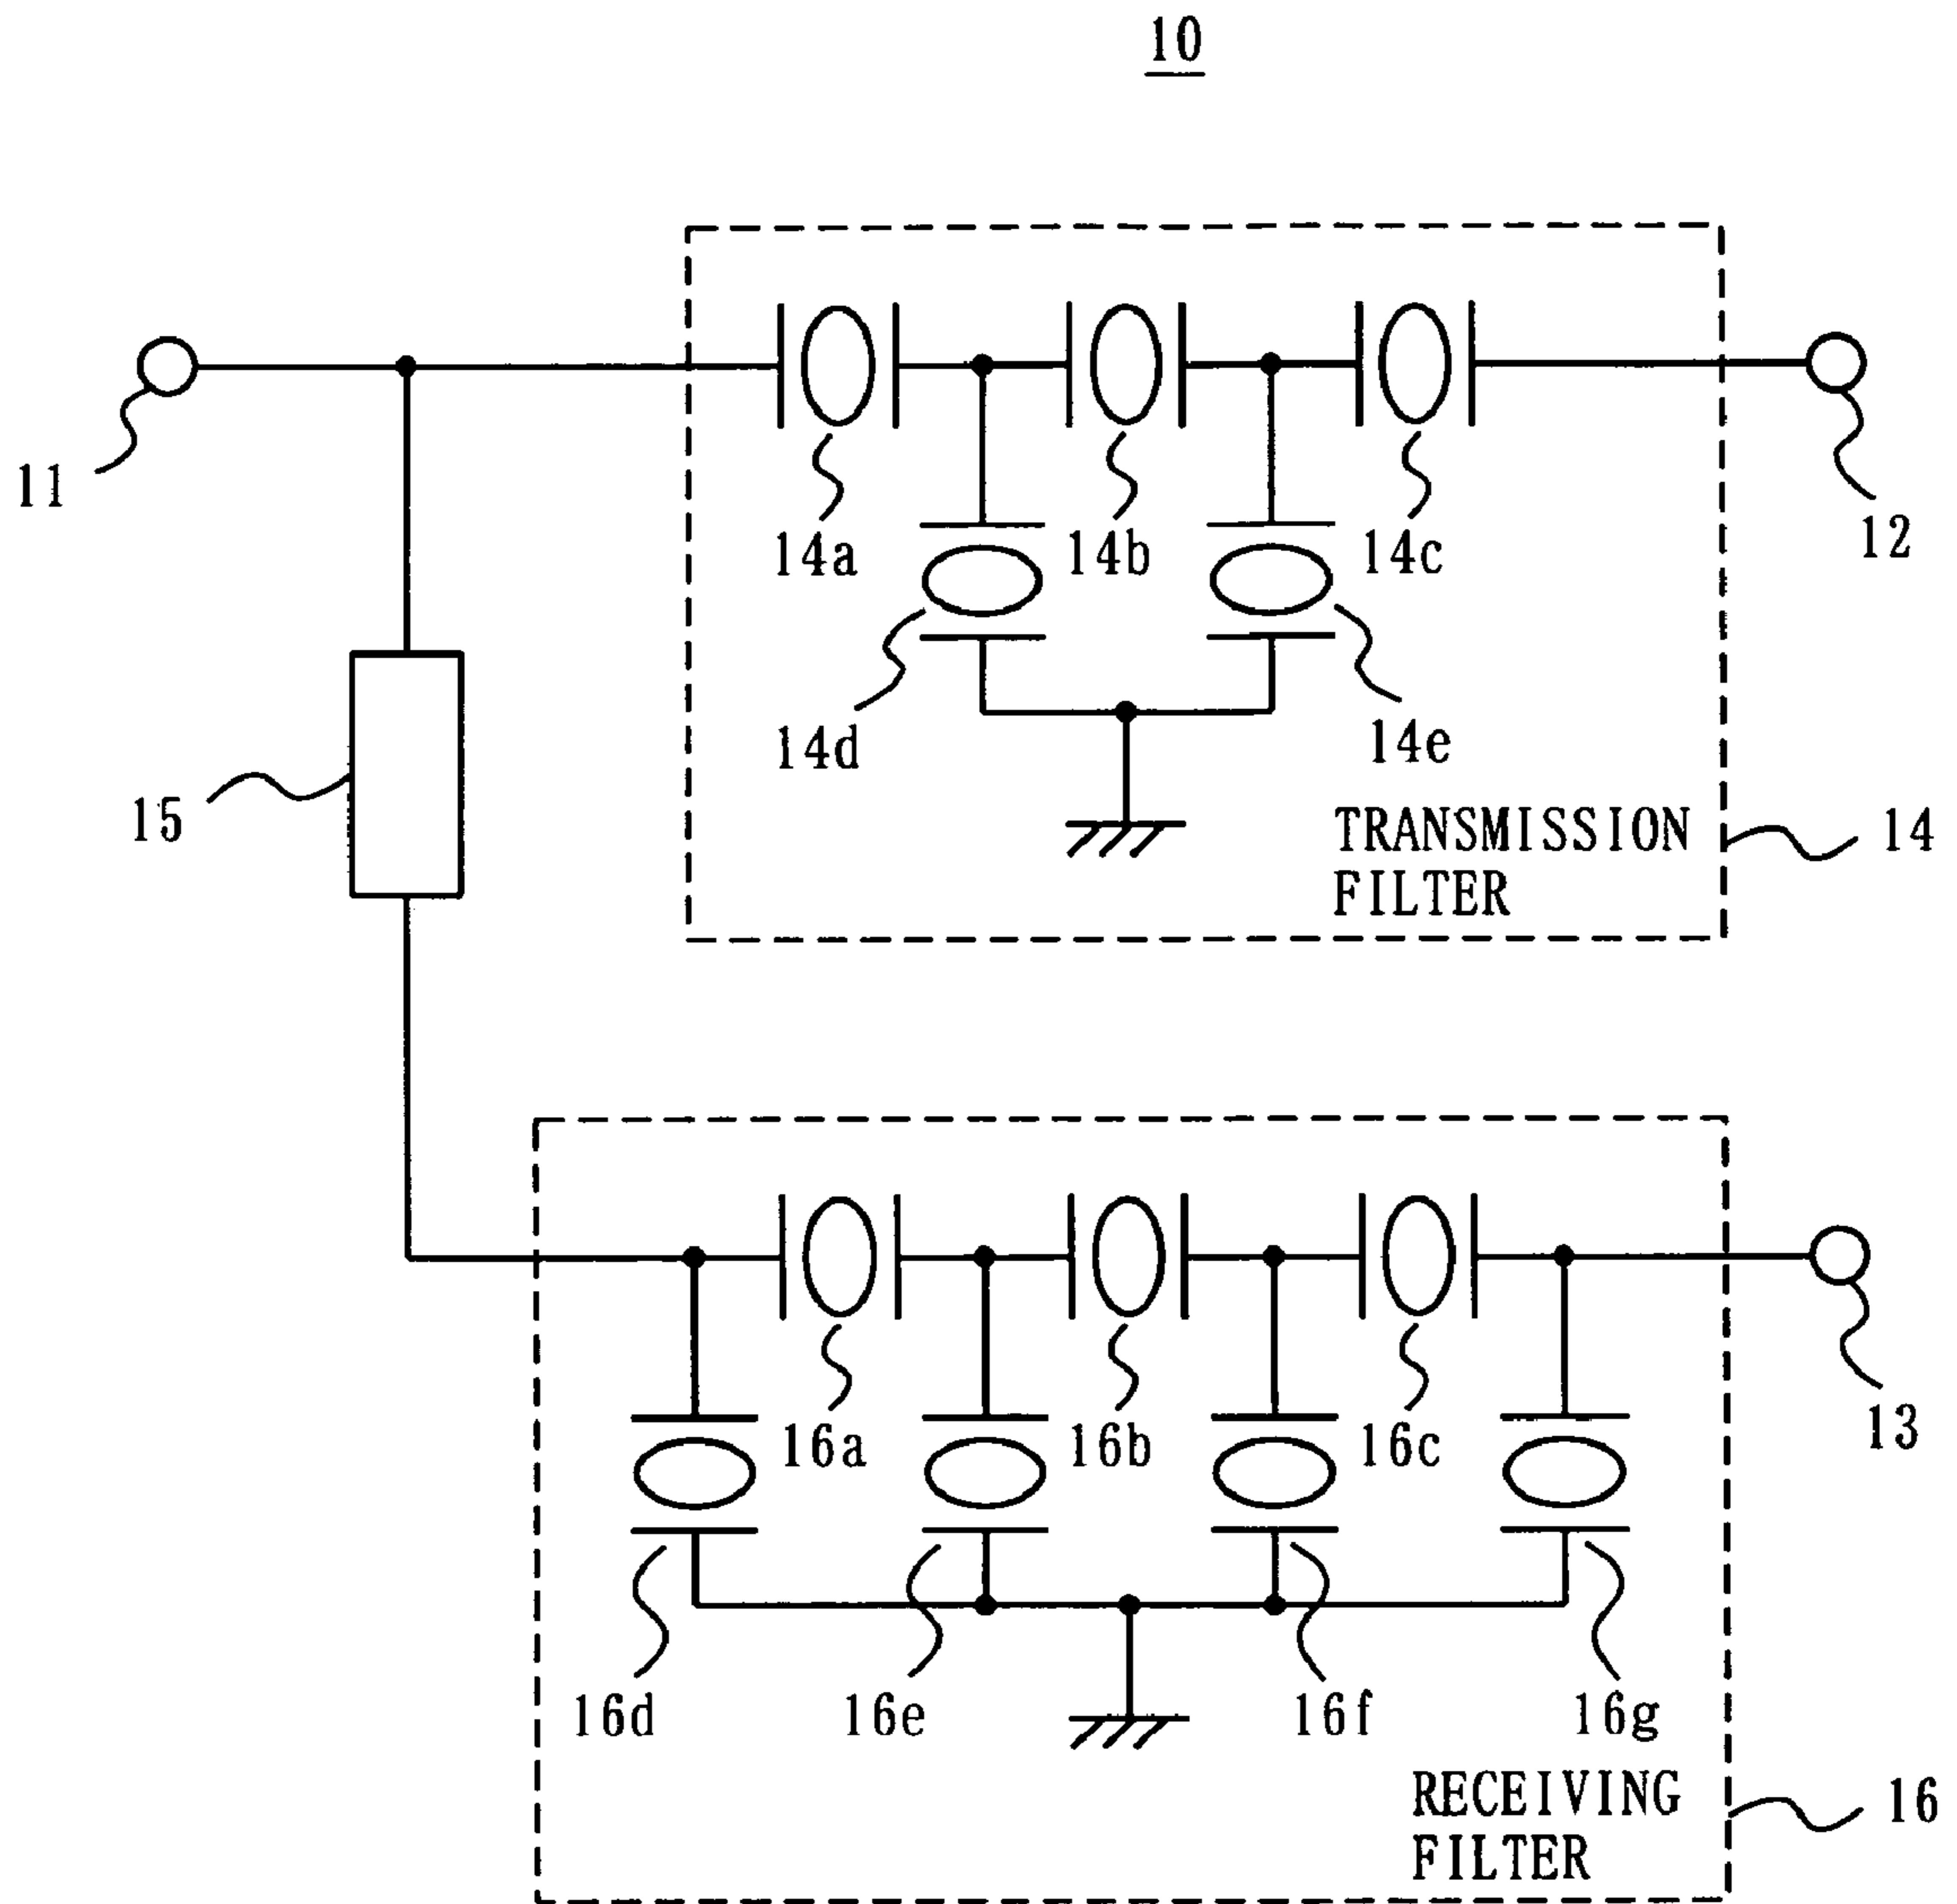 10
11
12
14a
14b
14c
14d
14e
15
TRANSMISSION
FILTER
14
13
16a
16b
16c
16d
16e
16f
16g
RECEIVING
FILTER
16